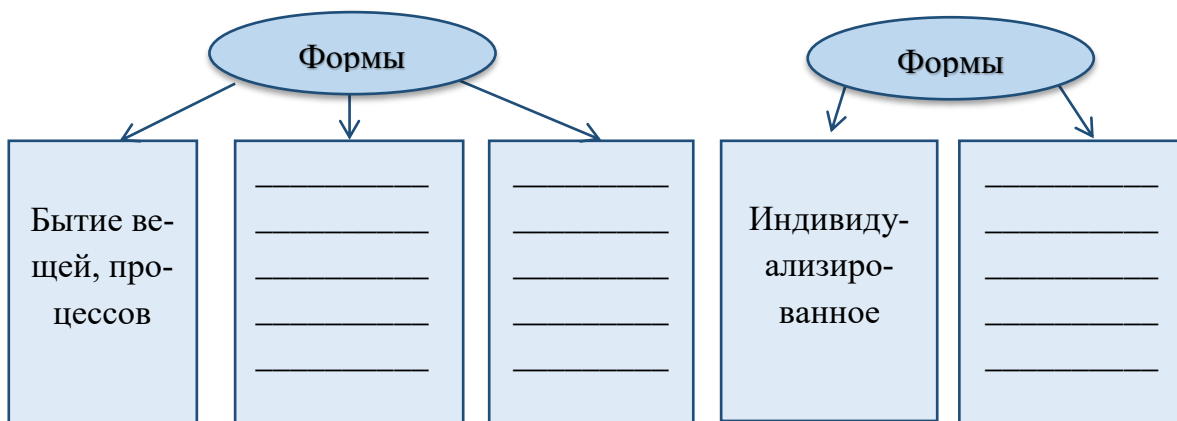 Формы
Формы
Бытие ве-
щей, про-
цессов
Индивиду-
ализиро-
ванное